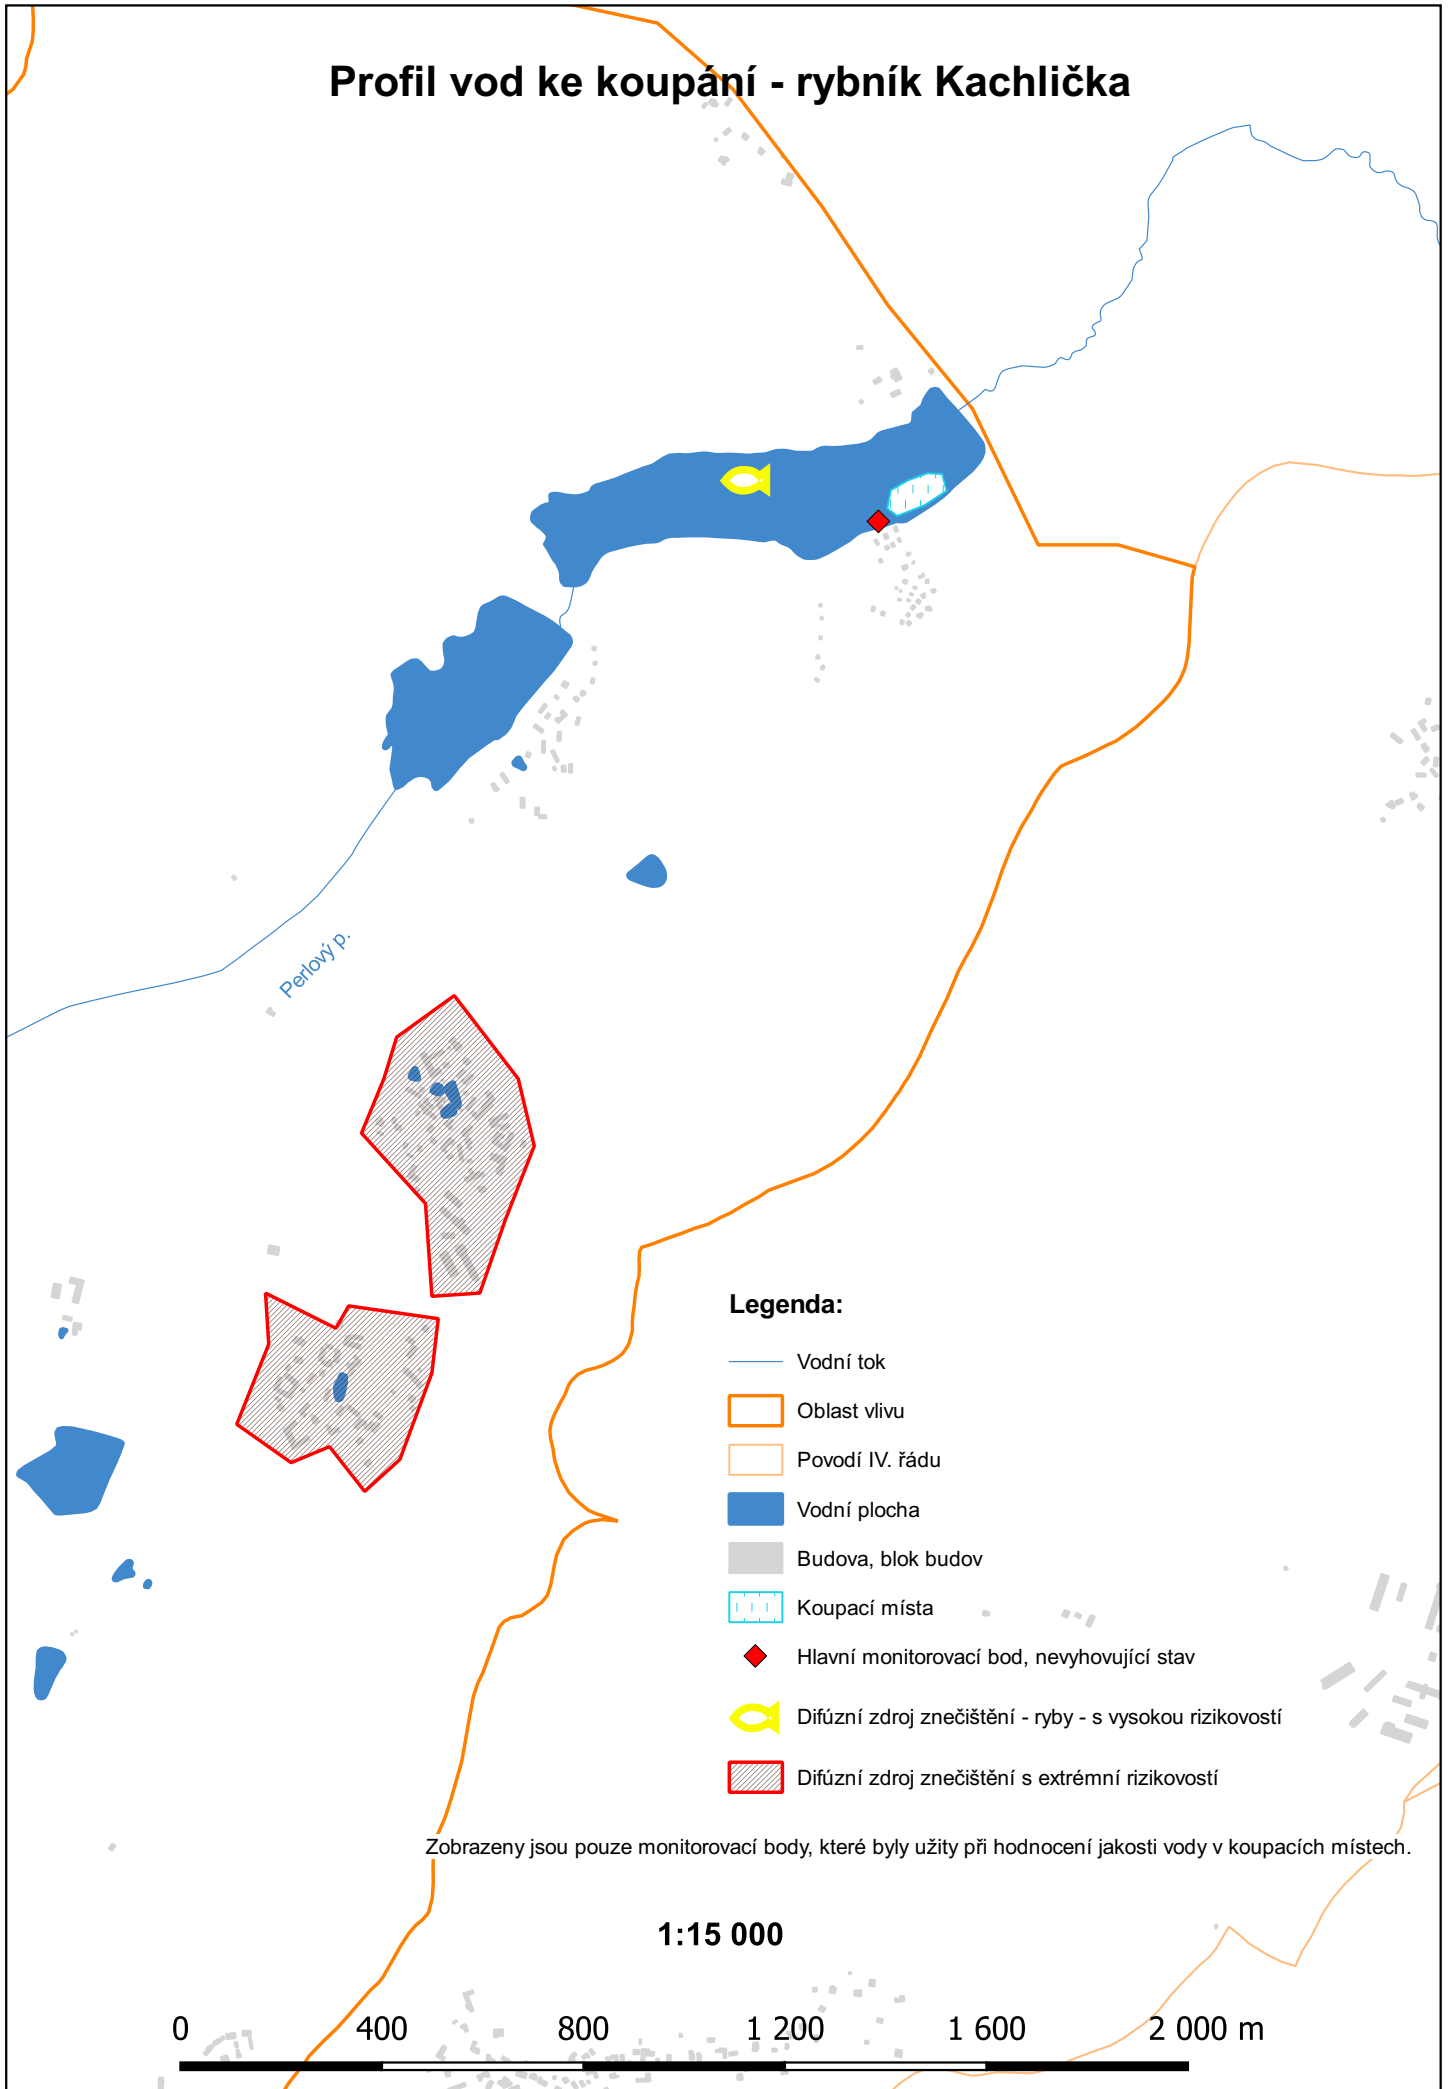 Profil vod ke koupání - rybník Kachlička
Perlový p.
Legenda:
Vodní tok
Oblast vlivu
Povodí IV. řádu
Vodní plocha
Budova, blok budov
Koupací místa
Hlavní monitorovací bod, nevyhovující stav
Difúzní zdroj znečištění - ryby - s vysokou rizikovostí
Difúzní zdroj znečištění s extrémní rizikovostí
Zobrazeny jsou pouze monitorovací body, které byly užity při hodnocení jakosti vody v koupacích místech.
1:15 000
0 400 800 1 200 1 600 2 000 m